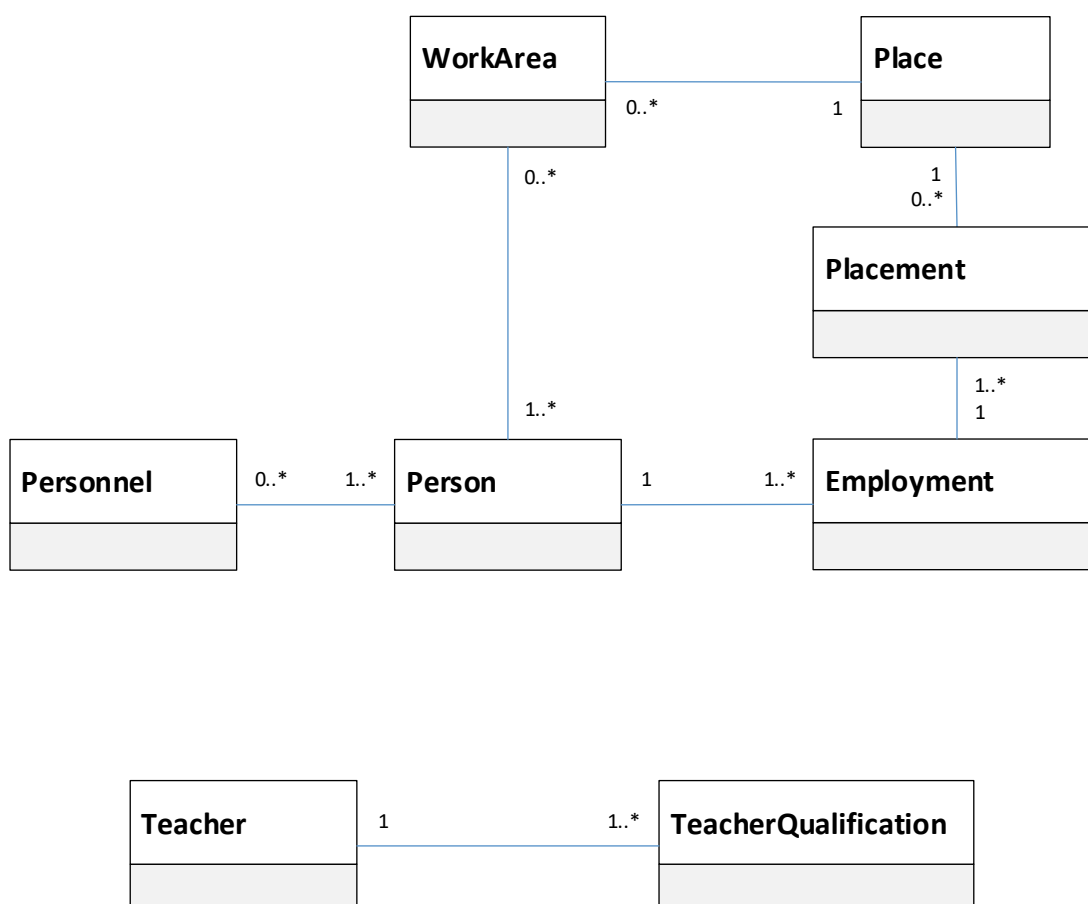 WorkArea
Place
0..*
1
0..*
1
0..*
Placement
1..*
1..*
1
Personnel
0..*
1..*
Person
1
1..*
Employment
Teacher
1
1..*
TeacherQualification